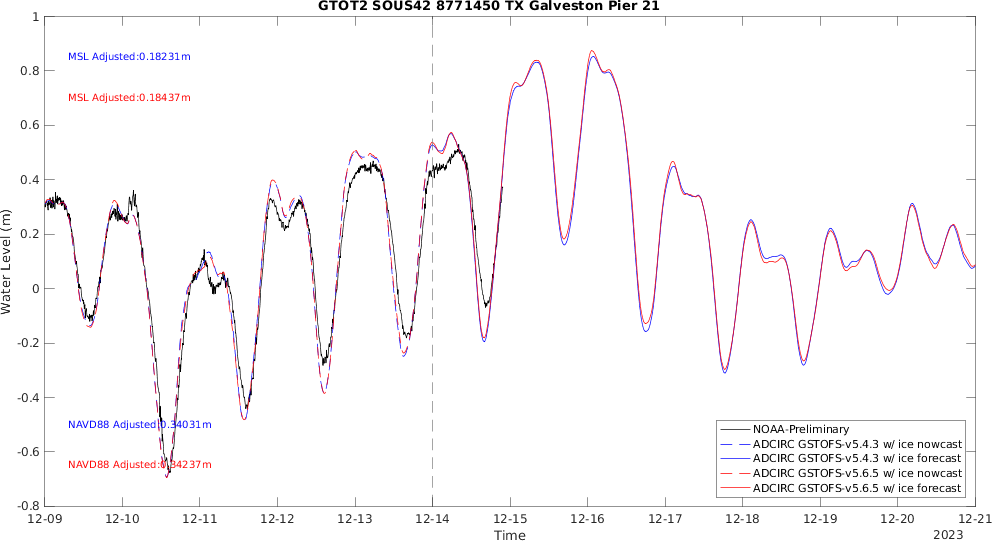 GTOT2 SOUS42 8771450 TX Galveston Pier 21
1
0.8
0.6
0.4
0.2
0
-0.2
-0.4
-0.6
-0.8
Water Level (m)
MSL Adjusted:0.18231m
MSL Adjusted:0.18437m
NAVD88 Adjusted:0.34031m
NAVD88 Adjusted:0.34237m
NOAA-Preliminary
ADCIRC GSTOFS-v5.4.3 w/ ice nowcast
ADCIRC GSTOFS-v5.4.3 w/ ice forecast
ADCIRC GSTOFS-v5.6.5 w/ ice nowcast
ADCIRC GSTOFS-v5.6.5 w/ ice forecast
12-09 12-10 12-11 12-12 12-13 12-14 12-15 12-16 12-17 12-18 12-19 12-20 12-21
Time
2023